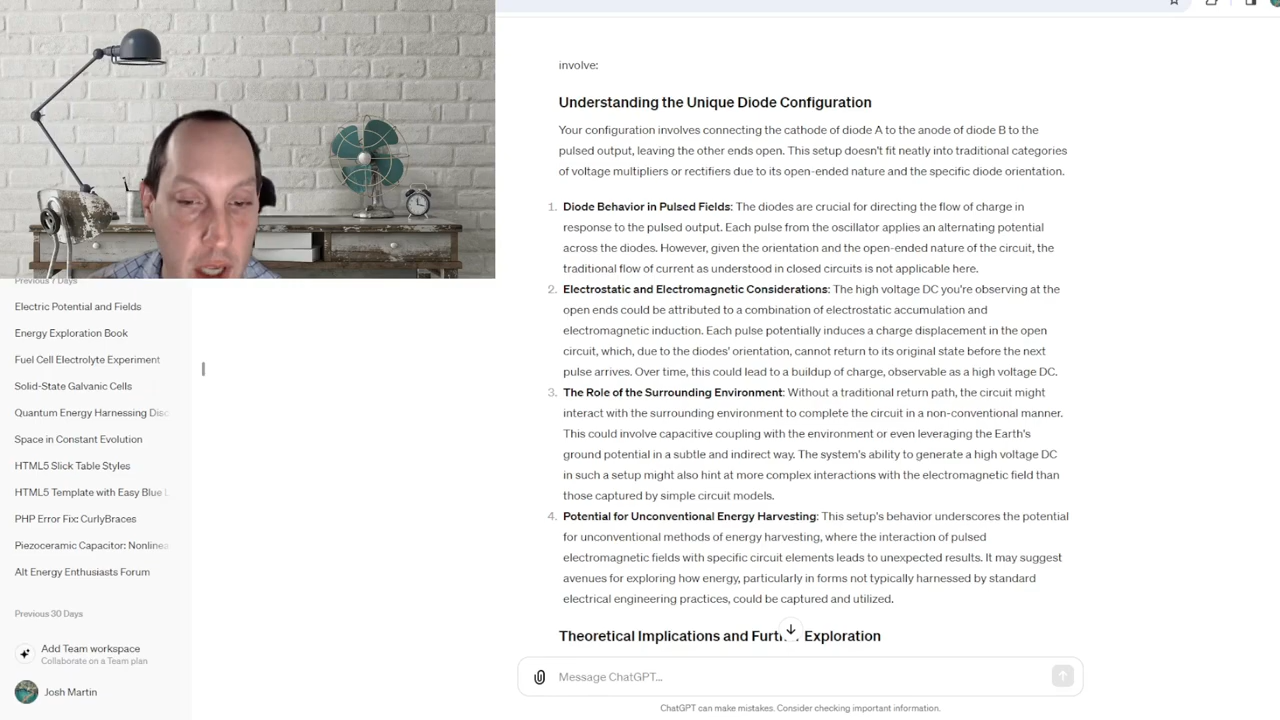 involve:
Understanding the Unique Diode Configuration
Your configuration involves connecting the cathode of diode A to the anode of diode B to the
pulsed output, leaving the other ends open. This setup doesn't fit neatly into traditional categories
of voltage multipliers or rectifiers due to its open-ended nature and the specific diode orientation.
1. Diode Behavior in Pulsed Fields: The diodes are crucial for directing the flow of charge in
response to the pulsed output. Each pulse from the oscillator applies an alternating potential
across the diodes. However, given the orientation and the open-ended nature of the circuit, the
traditional flow of current as understood in closed circuits is not applicable here.
2. Electrostatic and Electromagnetic Considerations: The high voltage DC you're observing at the
open ends could be attributed to a combination of electrostatic accumulation and
electromagnetic induction. Each pulse potentially induces a charge displacement in the open
circuit, which, due to the diodes' orientation, cannot return to its original state before the next
pulse arrives. Over time, this could lead to a buildup of charge, observable as a high voltage DC.
3. The Role of the Surrounding Environment: Without a traditional return path, the circuit might
interact with the surrounding environment to complete the circuit in a non-conventional manner.
This could involve capacitive coupling with the environment or even leveraging the Earth's
ground potential in a subtle and indirect way. The system's ability to generate a high voltage DC
in such a setup might also hint at more complex interactions with the electromagnetic field than
those captured by simple circuit models.
4. Potential for Unconventional Energy Harvesting: This setup's behavior underscores the potential
for unconventional methods of energy harvesting, where the interaction of pulsed
electromagnetic fields with specific circuit elements leads to unexpected results. It may suggest
avenues for exploring how energy, particularly in forms not typically harnessed by standard
electrical engineering practices, could be captured and utilized.
Theoretical Implications and Further Exploration
Message ChatGPT...
ChatGPT can make mistakes. Consider checking important information.
Previous 7 Days
Electric Potential and Fields
Energy Exploration Book
Fuel Cell Electrolyte Experiment
Solid-State Galvanic Cells
Quantum Energy Harnessing Disc
Space in Constant Evolution
HTML5 Slick Table Styles
HTML5 Template with Easy Blue L
PHP Error Fix: CurlyBraces
Piezoceramic Capacitor: Nonlinea
Alt Energy Enthusiasts Forum
Previous 30 Days
Add Team workspace
Collaborate on a Team plan
Josh Martin